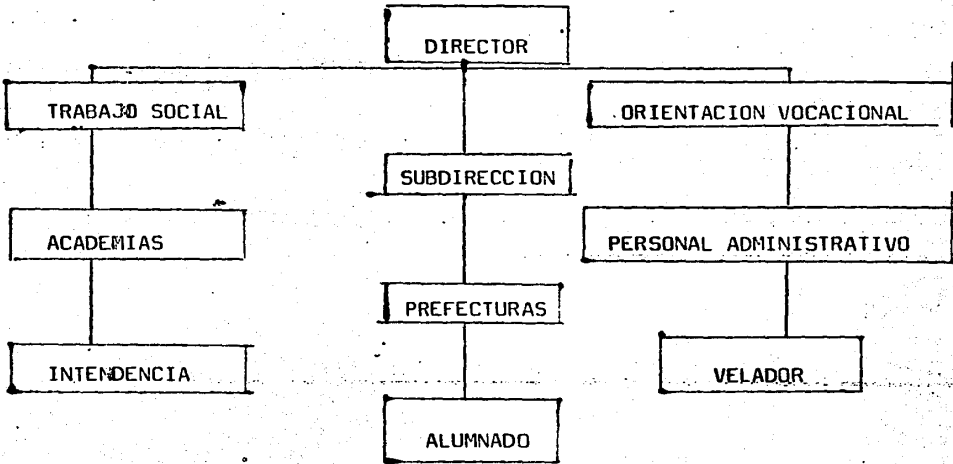 DIRECTOR
TRABAJO SOCIAL
ORIENTACION VOCACIONAL
SUBDIRECCION
ACADEMIAS
PERSONAL ADMINISTRATIVO
PREFECTURAS
INTENDENCIA
VELADOR
ALUMNADO